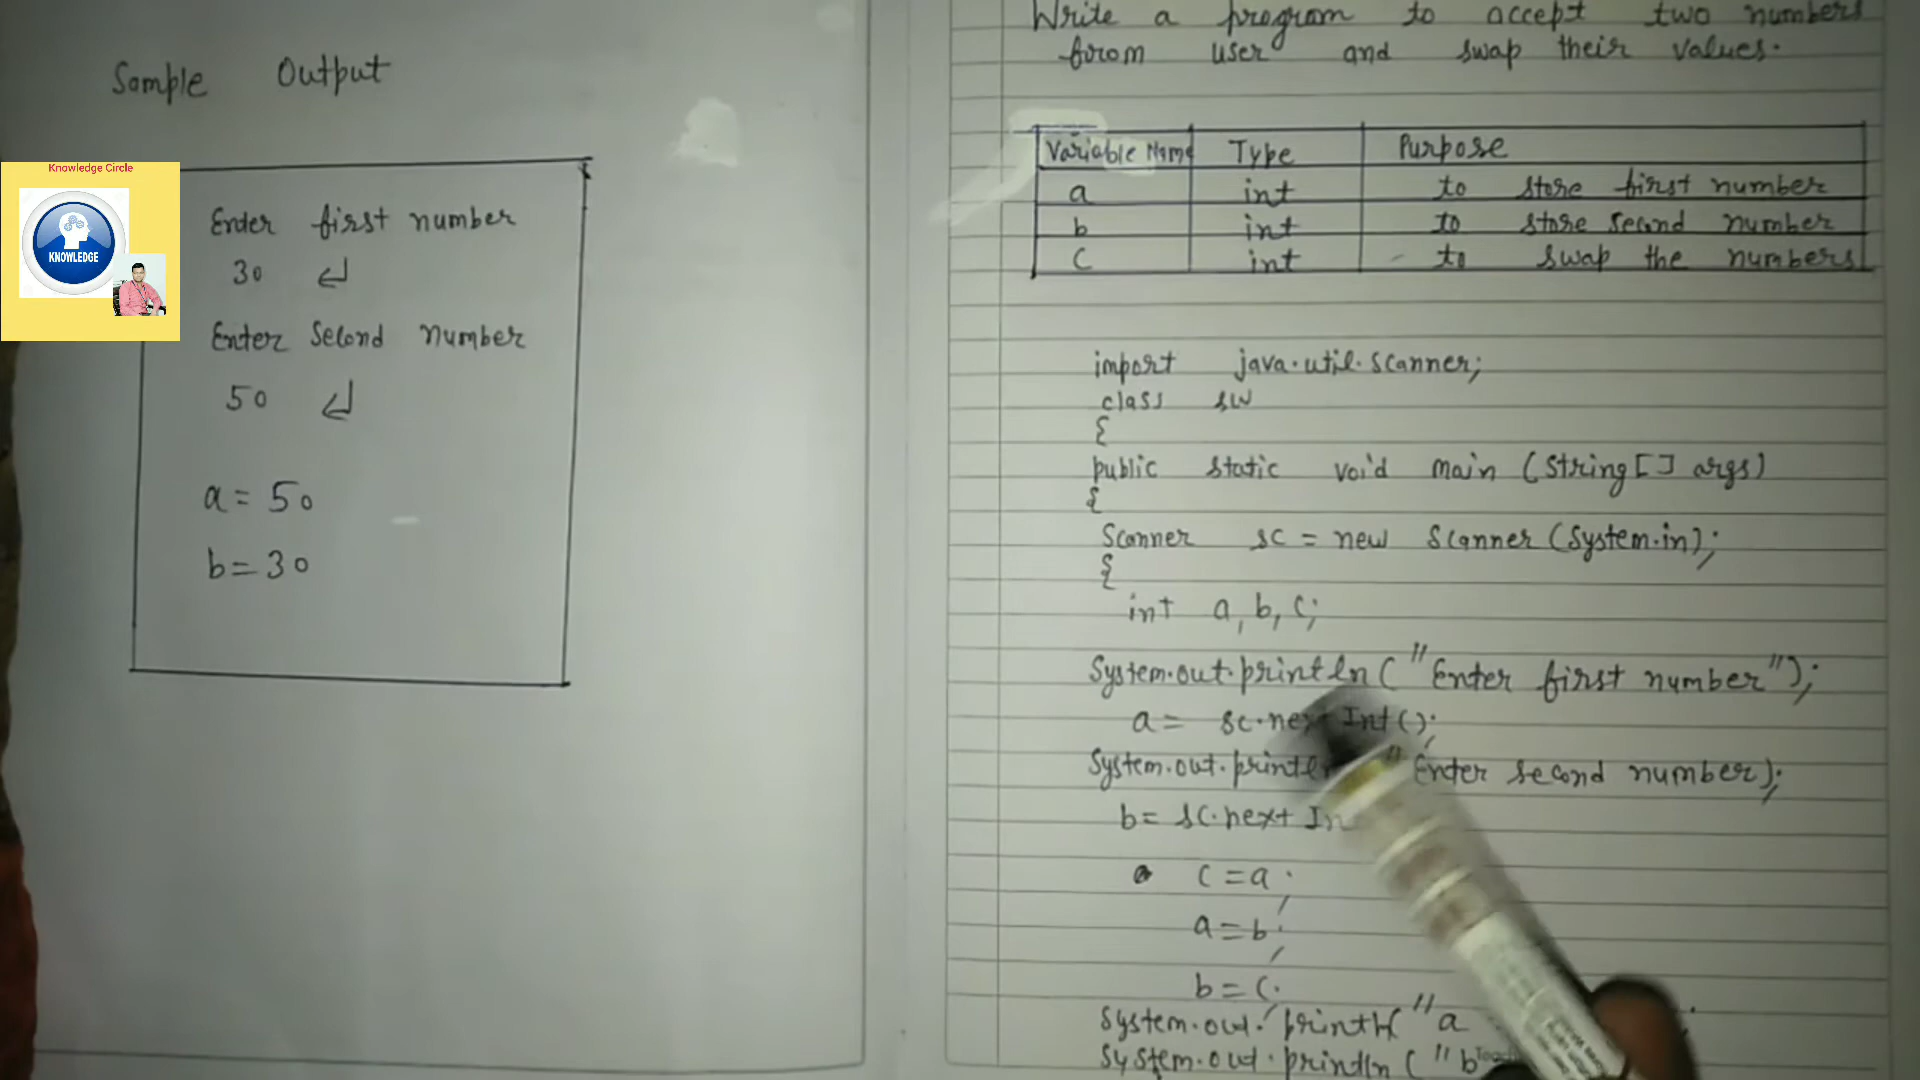 Sample Output
Knowledge Circle
KNOWLEDGE
Enter first number
30 ↵
Enter Second number
50 ↵
a = 50
b = 30
Write a program to accept two numbers
from user and swap their values.
Variable Name Type Purpose
a int to store first number
b int to store second number
c int to swap the numbers
import java.util.Scanner;
class sw
{
public static void main (String[] args)
{
Scanner sc = new Scanner (System.in);
{
int a, b, c;
System.out.println ("Enter first number");
a = sc.next Int();
System.out.println "Enter second number);
b = sc.next In
c = a;
a = b;
b = c;
System.out.println( "a
System.out.println ( "b